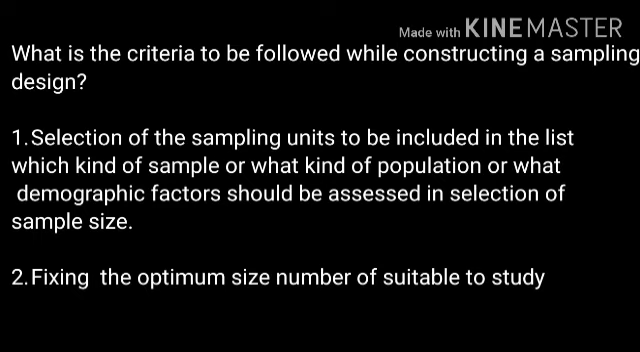 Made with KINEMASTER
What is the criteria to be followed while constructing a sampling
design?
1.Selection of the sampling units to be included in the list
which kind of sample or what kind of population or what
demographic factors should be assessed in selection of
sample size.
2.Fixing the optimum size number of suitable to study